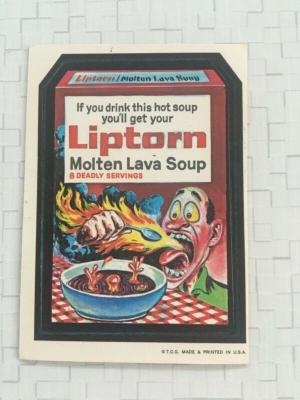 Liptorn Molten Lava Soup
If you drink this hot soup
you'll get your
Liptorn
Molten Lava Soup
8 DEADLY SERVINGS
© T.C.G. MADE & PRINTED IN U.S.A.